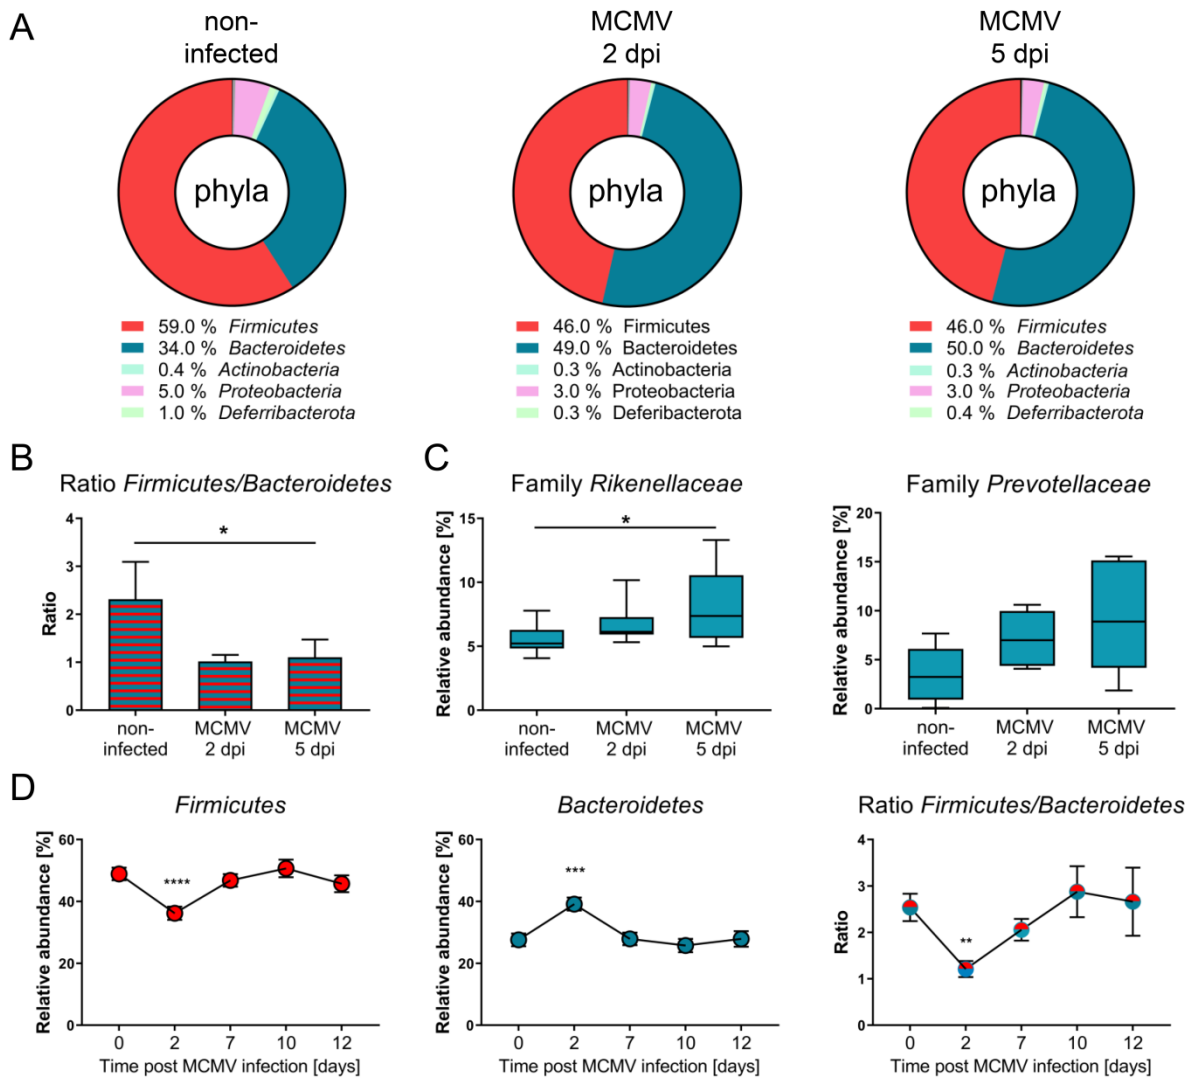 A
non-
infected
MCMV
2 dpi
MCMV
5 dpi
phyla
phyla
phyla
59.0 % Firmicutes
34.0 % Bacteroidetes
0.4 % Actinobacteria
5.0 % Proteobacteria
1.0 % Deferribacterota
46.0 % Firmicutes
49.0 % Bacteroidetes
0.3 % Actinobacteria
3.0 % Proteobacteria
0.3 % Deferibacterota
46.0 % Firmicutes
50.0 % Bacteroidetes
0.3 % Actinobacteria
3.0 % Proteobacteria
0.4 % Deferribacterota
B
Ratio Firmicutes/Bacteroidetes
4
3
2
1
0
Ratio
*
non-
infected
MCMV
2 dpi
MCMV
5 dpi
C
Family Rikenellaceae
15
10
5
0
Relative abundance [%]
*
non-
infected
MCMV
2 dpi
MCMV
5 dpi
Family Prevotellaceae
20
15
10
5
0
Relative abundance [%]
non-
infected
MCMV
2 dpi
MCMV
5 dpi
D
Firmicutes
60
40
20
0
Relative abundance [%]
****
0 2 7 10 12
Time post MCMV infection [days]
Bacteroidetes
60
40
20
0
Relative abundance [%]
***
0 2 7 10 12
Time post MCMV infection [days]
Ratio Firmicutes/Bacteroidetes
4
3
2
1
0
Ratio
**
0 2 7 10 12
Time post MCMV infection [days]